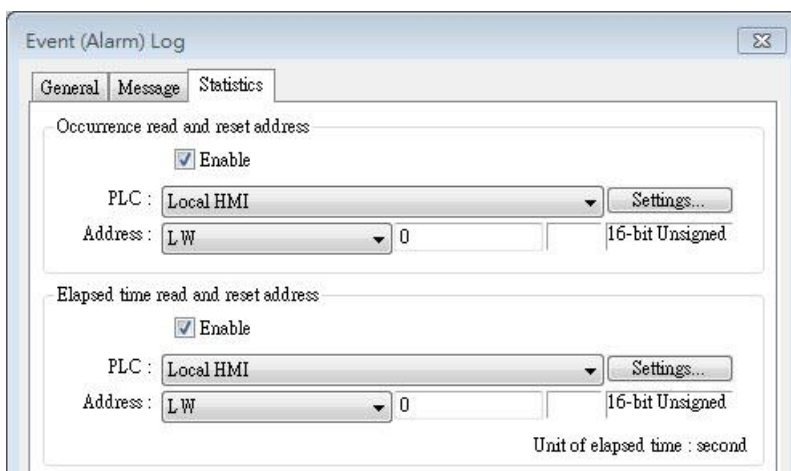 Event (Alarm) Log
General Message Statistics
Occurrence read and reset address
Enable
PLC : Local HMI Settings...
Address : LW 0 16-bit Unsigned
Elapsed time read and reset address
Enable
PLC : Local HMI Settings...
Address : LW 0 16-bit Unsigned
Unit of elapsed time : second